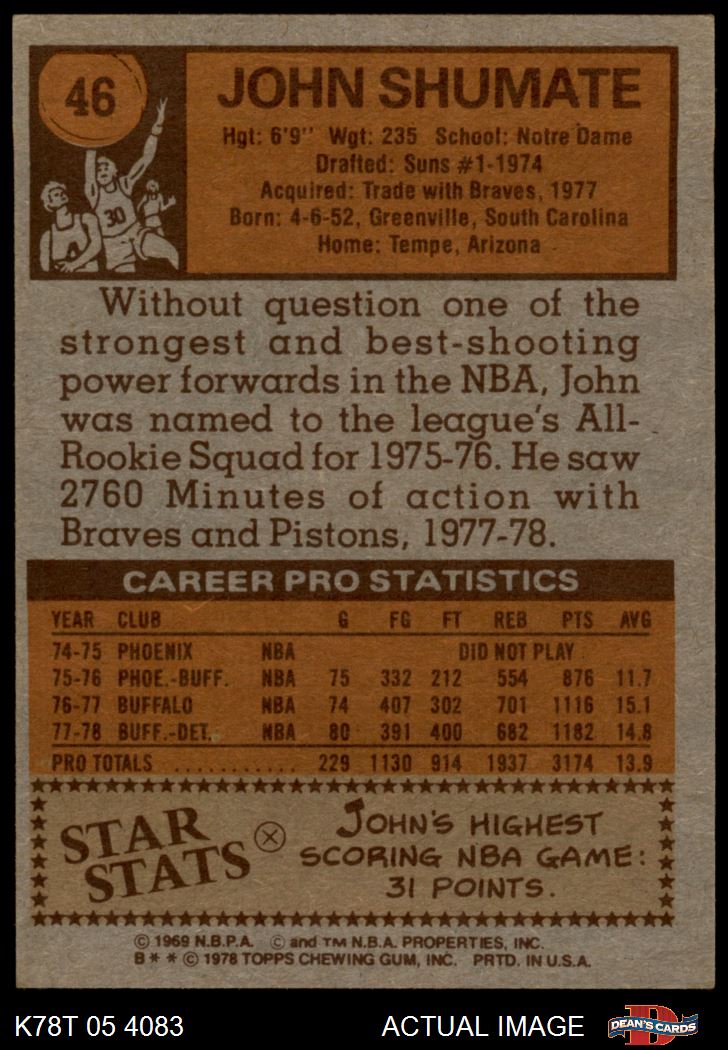 46
JOHN SHUMATE
Hgt: 6'9" Wgt: 235 School: Notre Dame
Drafted: Suns #1-1974
Acquired: Trade with Braves, 1977
Born: 4-6-52, Greenville, South Carolina
Home: Tempe, Arizona
30
Without question one of the
strongest and best-shooting
power forwards in the NBA, John
was named to the league's All-
Rookie Squad for 1975-76. He saw
2760 Minutes of action with
Braves and Pistons, 1977-78.
CAREER PRO STATISTICS
YEAR CLUB G FG FT REB PTS AVG
74-75 PHOENIX NBA DID NOT PLAY
75-76 PHOE.-BUFF. NBA 75 332 212 554 876 11.7
76-77 BUFFALO NBA 74 407 302 701 1116 15.1
77-78 BUFF.-DET. NBA 80 391 400 682 1182 14.8
PRO TOTALS ........... 229 1130 914 1937 3174 13.9
STAR STATS
JOHN'S HIGHEST
SCORING NBA GAME:
31 POINTS.
© 1969 N.B.P.A. © and TM N.B.A. PROPERTIES, INC.
B * * © 1978 TOPPS CHEWING GUM, INC. PRTD. IN U.S.A.
K78T 05 4083 ACTUAL IMAGE D DEAN'S CARDS